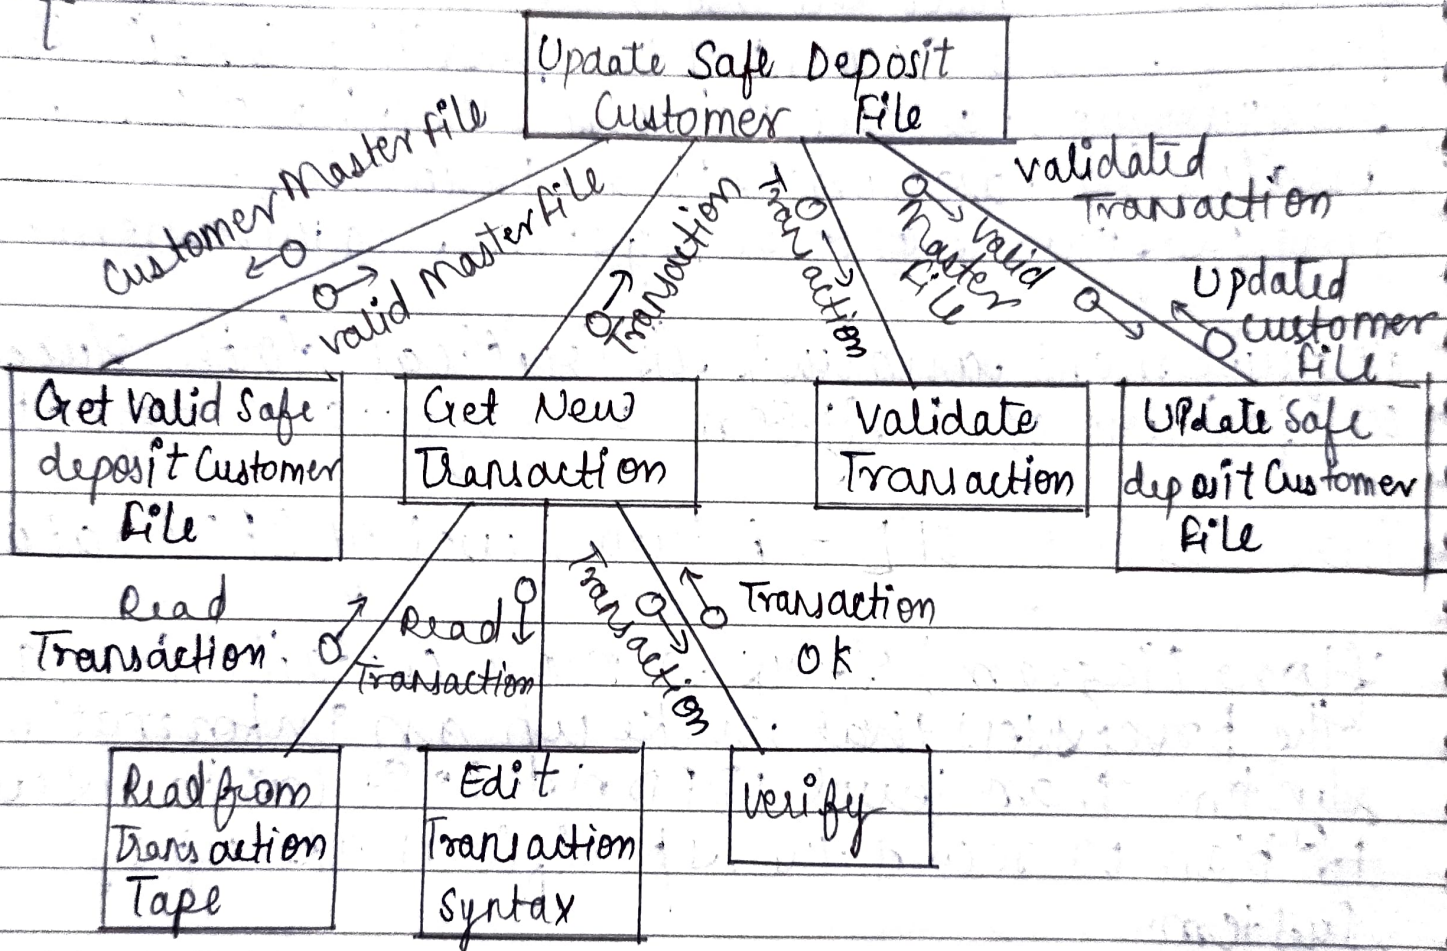 Update Safe Deposit
Customer File
Customer Master file
Valid Master file
Transaction
Transaction
Valid
Master
file
Validated
Transaction
Updated
customer
file
Get Valid Safe
deposit Customer
File
Get New
Transaction
Validate
Transaction
Update Safe
deposit Customer
File
Read
Transaction
Read
Transaction
Transaction
Transaction
OK
Read from
Transaction
Tape
Edit
Transaction
Syntax
Verify